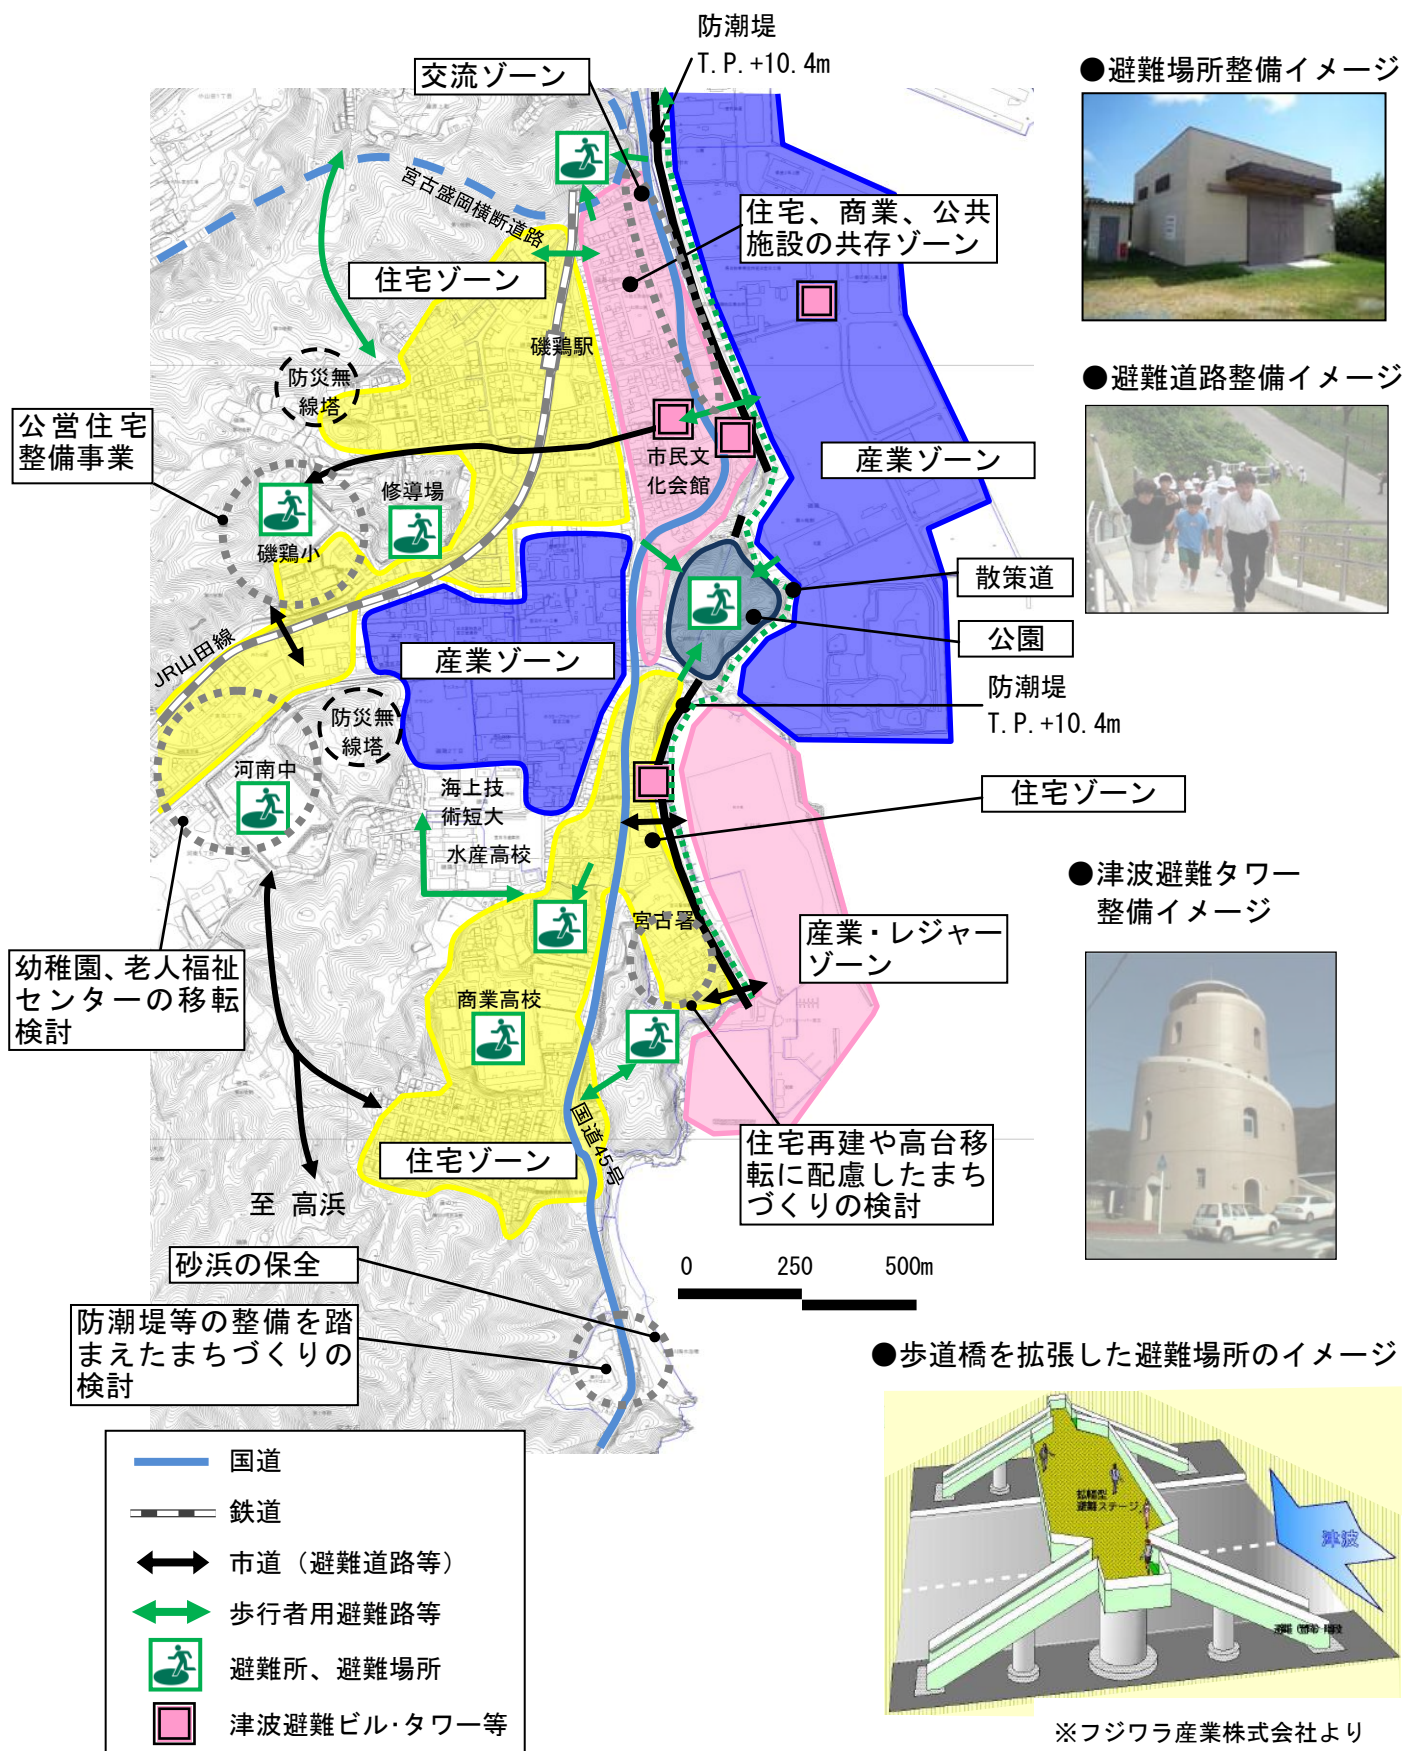 防潮堤
T.P.+10.4m
交流ゾーン
●避難場所整備イメージ
宮古盛岡横断道路
住宅、商業、公共
施設の共存ゾーン
住宅ゾーン
磯鶏駅
防災無
線塔
●避難道路整備イメージ
公営住宅
整備事業
市民文
化会館
産業ゾーン
修導場
磯鶏小
散策道
公園
JR山田線
産業ゾーン
防潮堤
T.P.+10.4m
防災無
線塔
河南中
海上技
術短大
水産高校
住宅ゾーン
●津波避難タワー
整備イメージ
宮古署
産業・レジャー
ゾーン
幼稚園、老人福祉
センターの移転
検討
商業高校
国道45号
住宅ゾーン
住宅再建や高台移
転に配慮したまち
づくりの検討
至 高浜
砂浜の保全
0 250 500m
防潮堤等の整備を踏
まえたまちづくりの
検討
●歩道橋を拡張した避難場所のイメージ
拡幅型
避難ステージ
津波
国道
鉄道
市道（避難道路等）
歩行者用避難路等
避難所、避難場所
津波避難ビル・タワー等
※フジワラ産業株式会社より